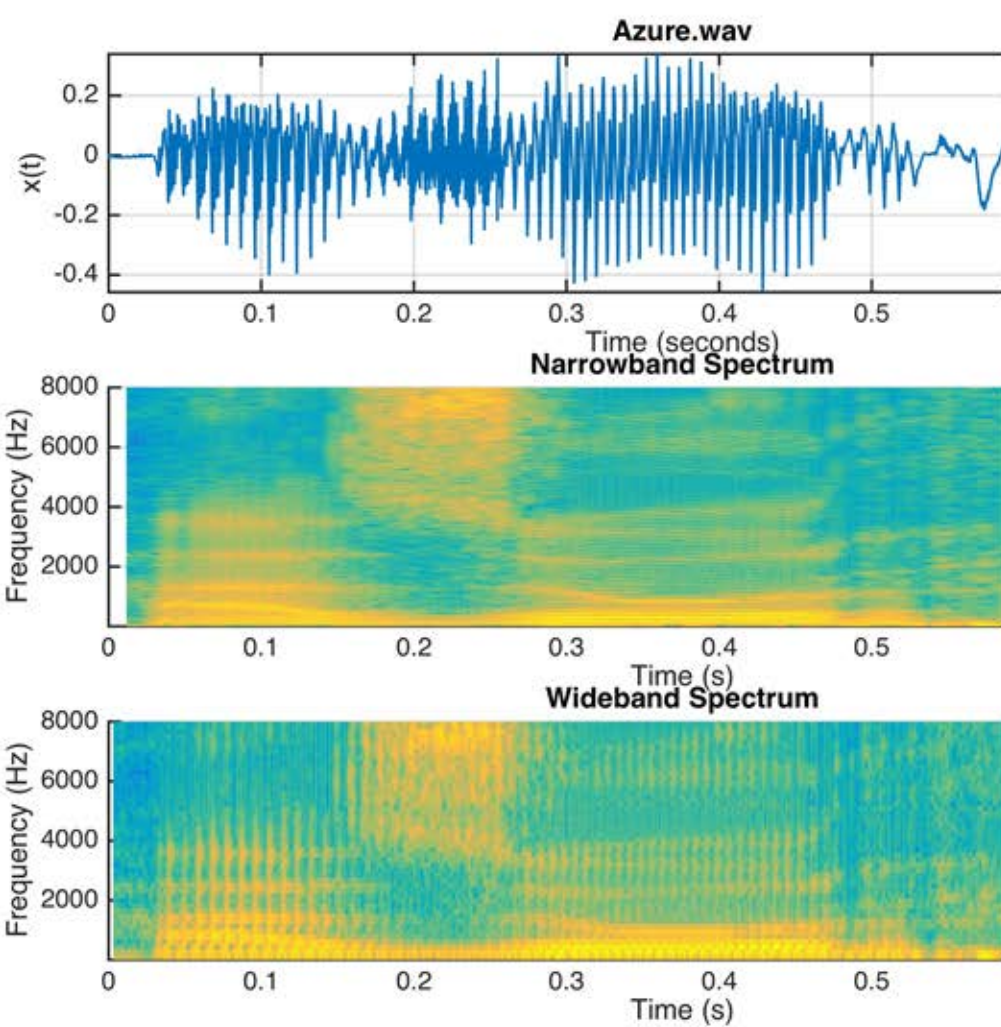 Azure.wav
0.2
0
-0.2
-0.4
x(t)
0 0.1 0.2 0.3 0.4 0.5
Time (seconds)
Narrowband Spectrum
8000
6000
4000
2000
Frequency (Hz)
0 0.1 0.2 0.3 0.4 0.5
Time (s)
Wideband Spectrum
8000
6000
4000
2000
Frequency (Hz)
0 0.1 0.2 0.3 0.4 0.5
Time (s)